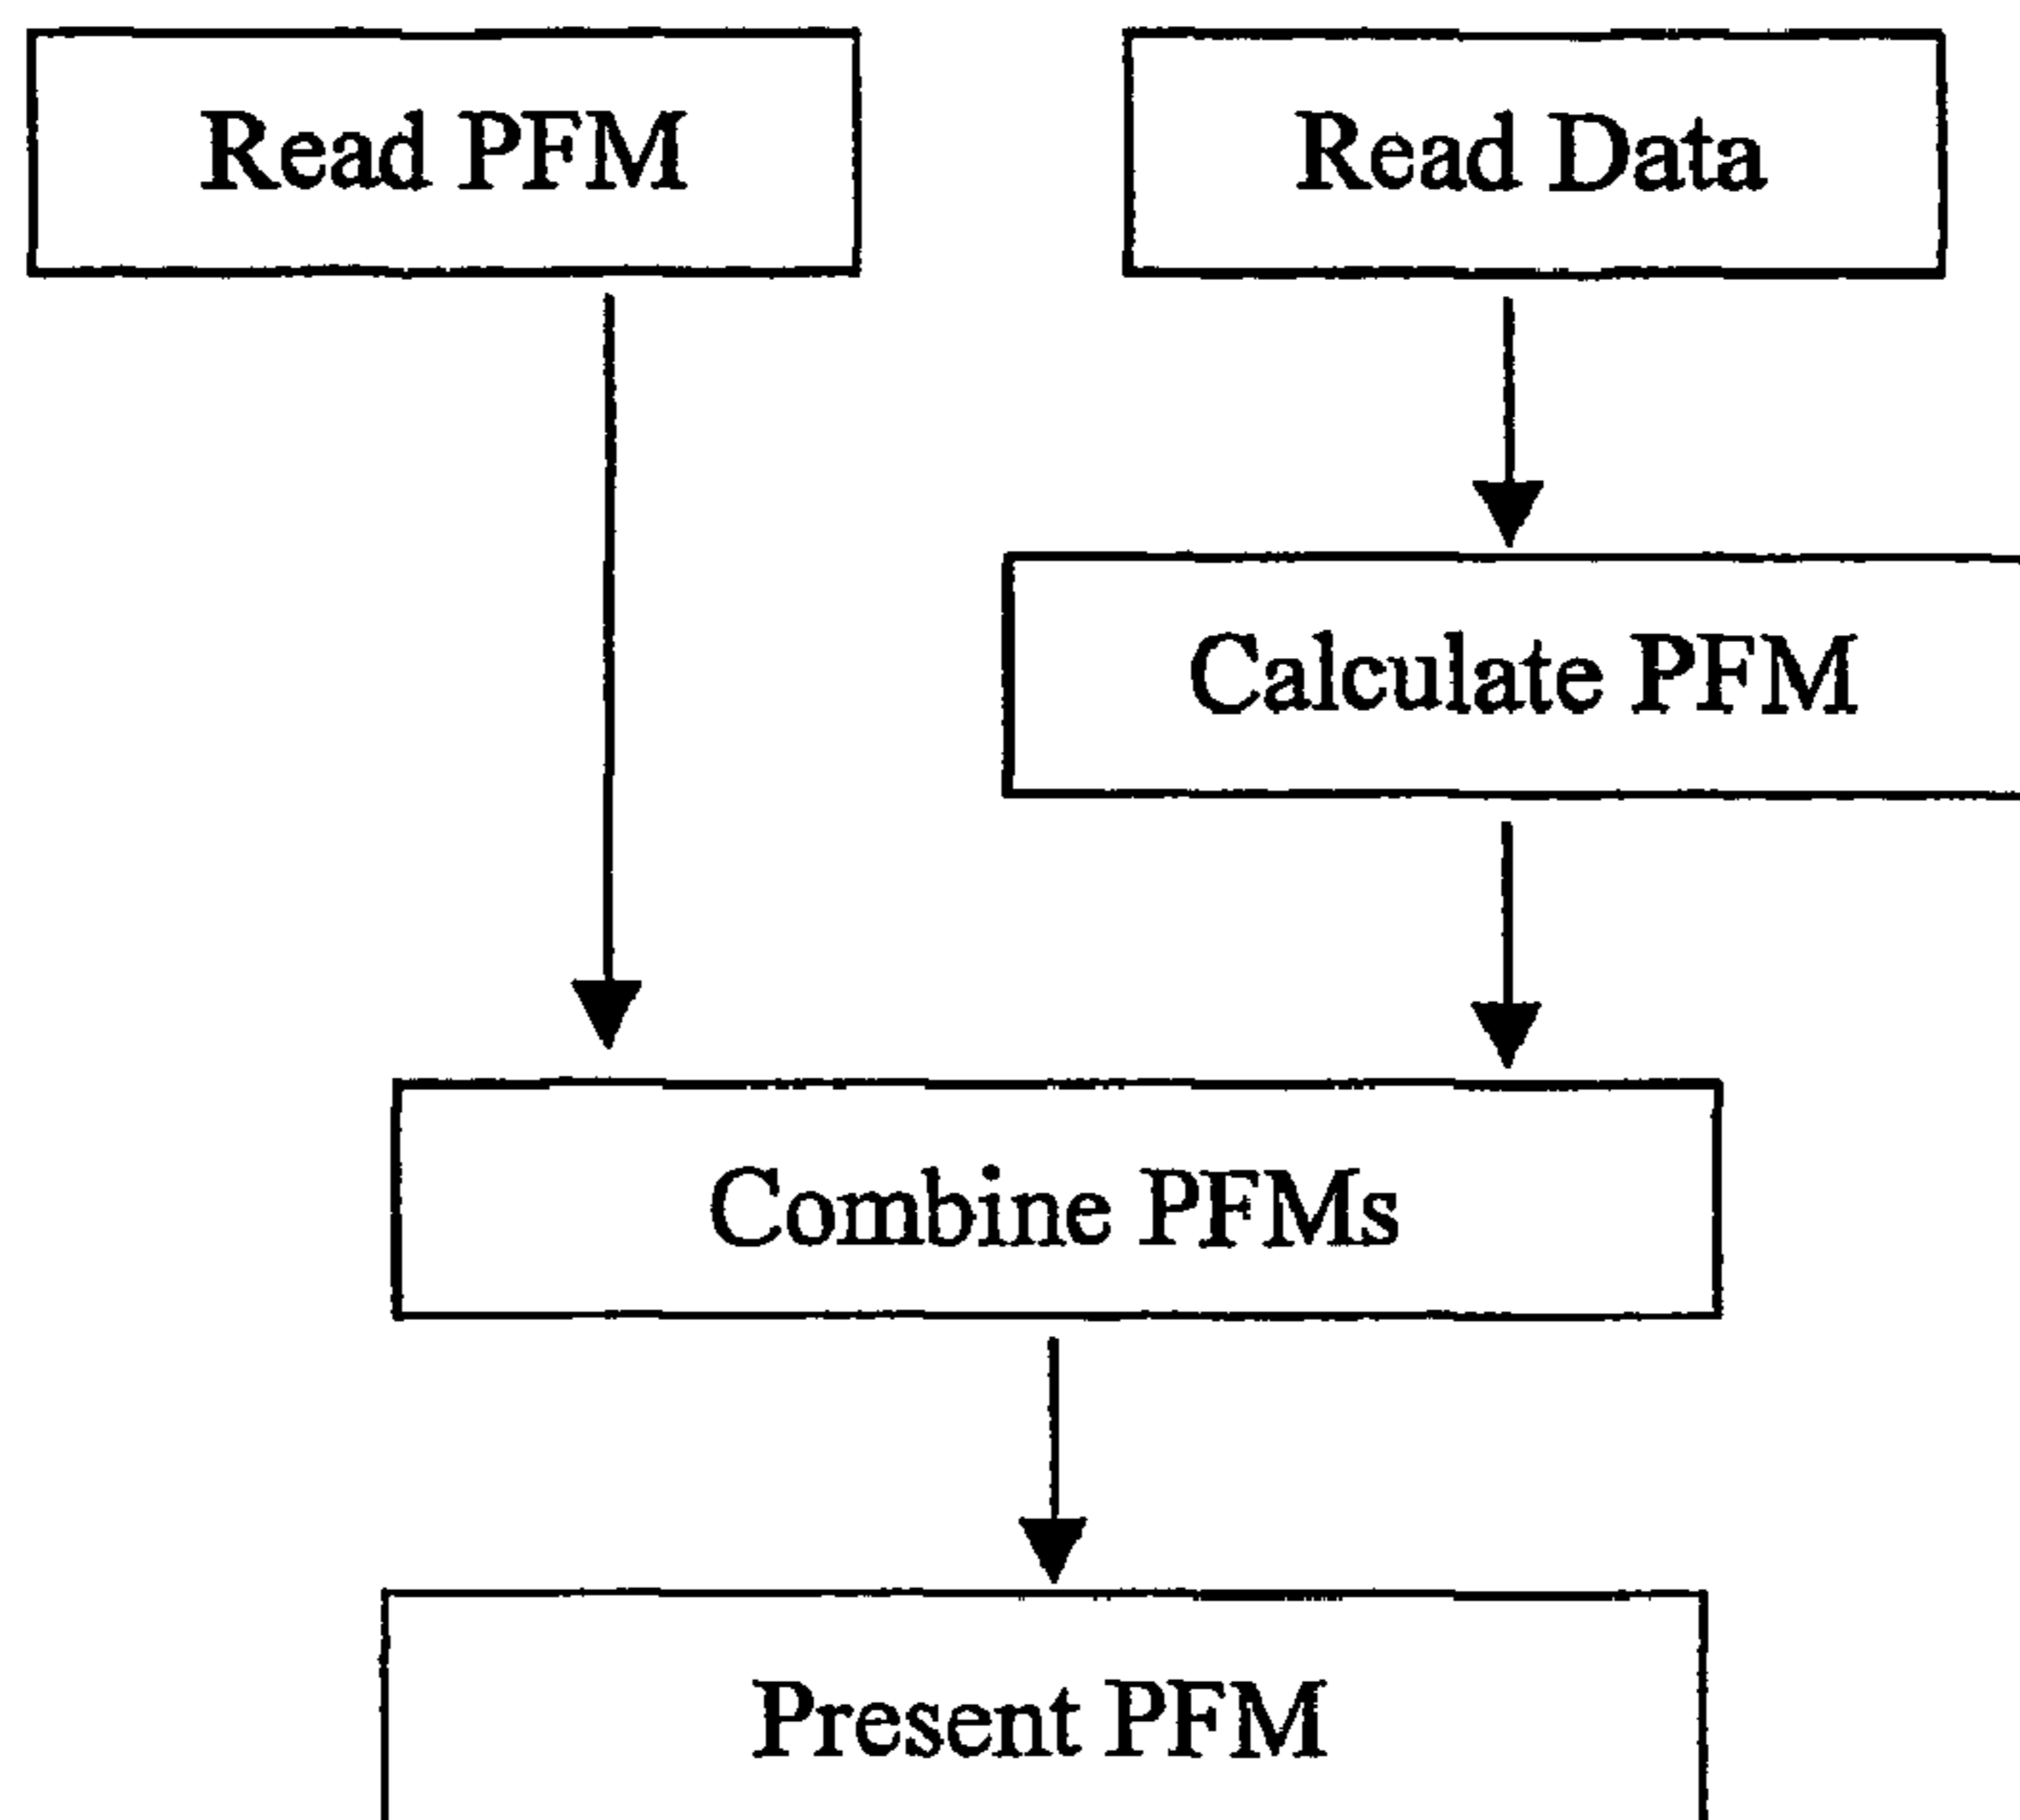 Read PFM
Read Data
Calculate PFM
Combine PFMs
Present PFM